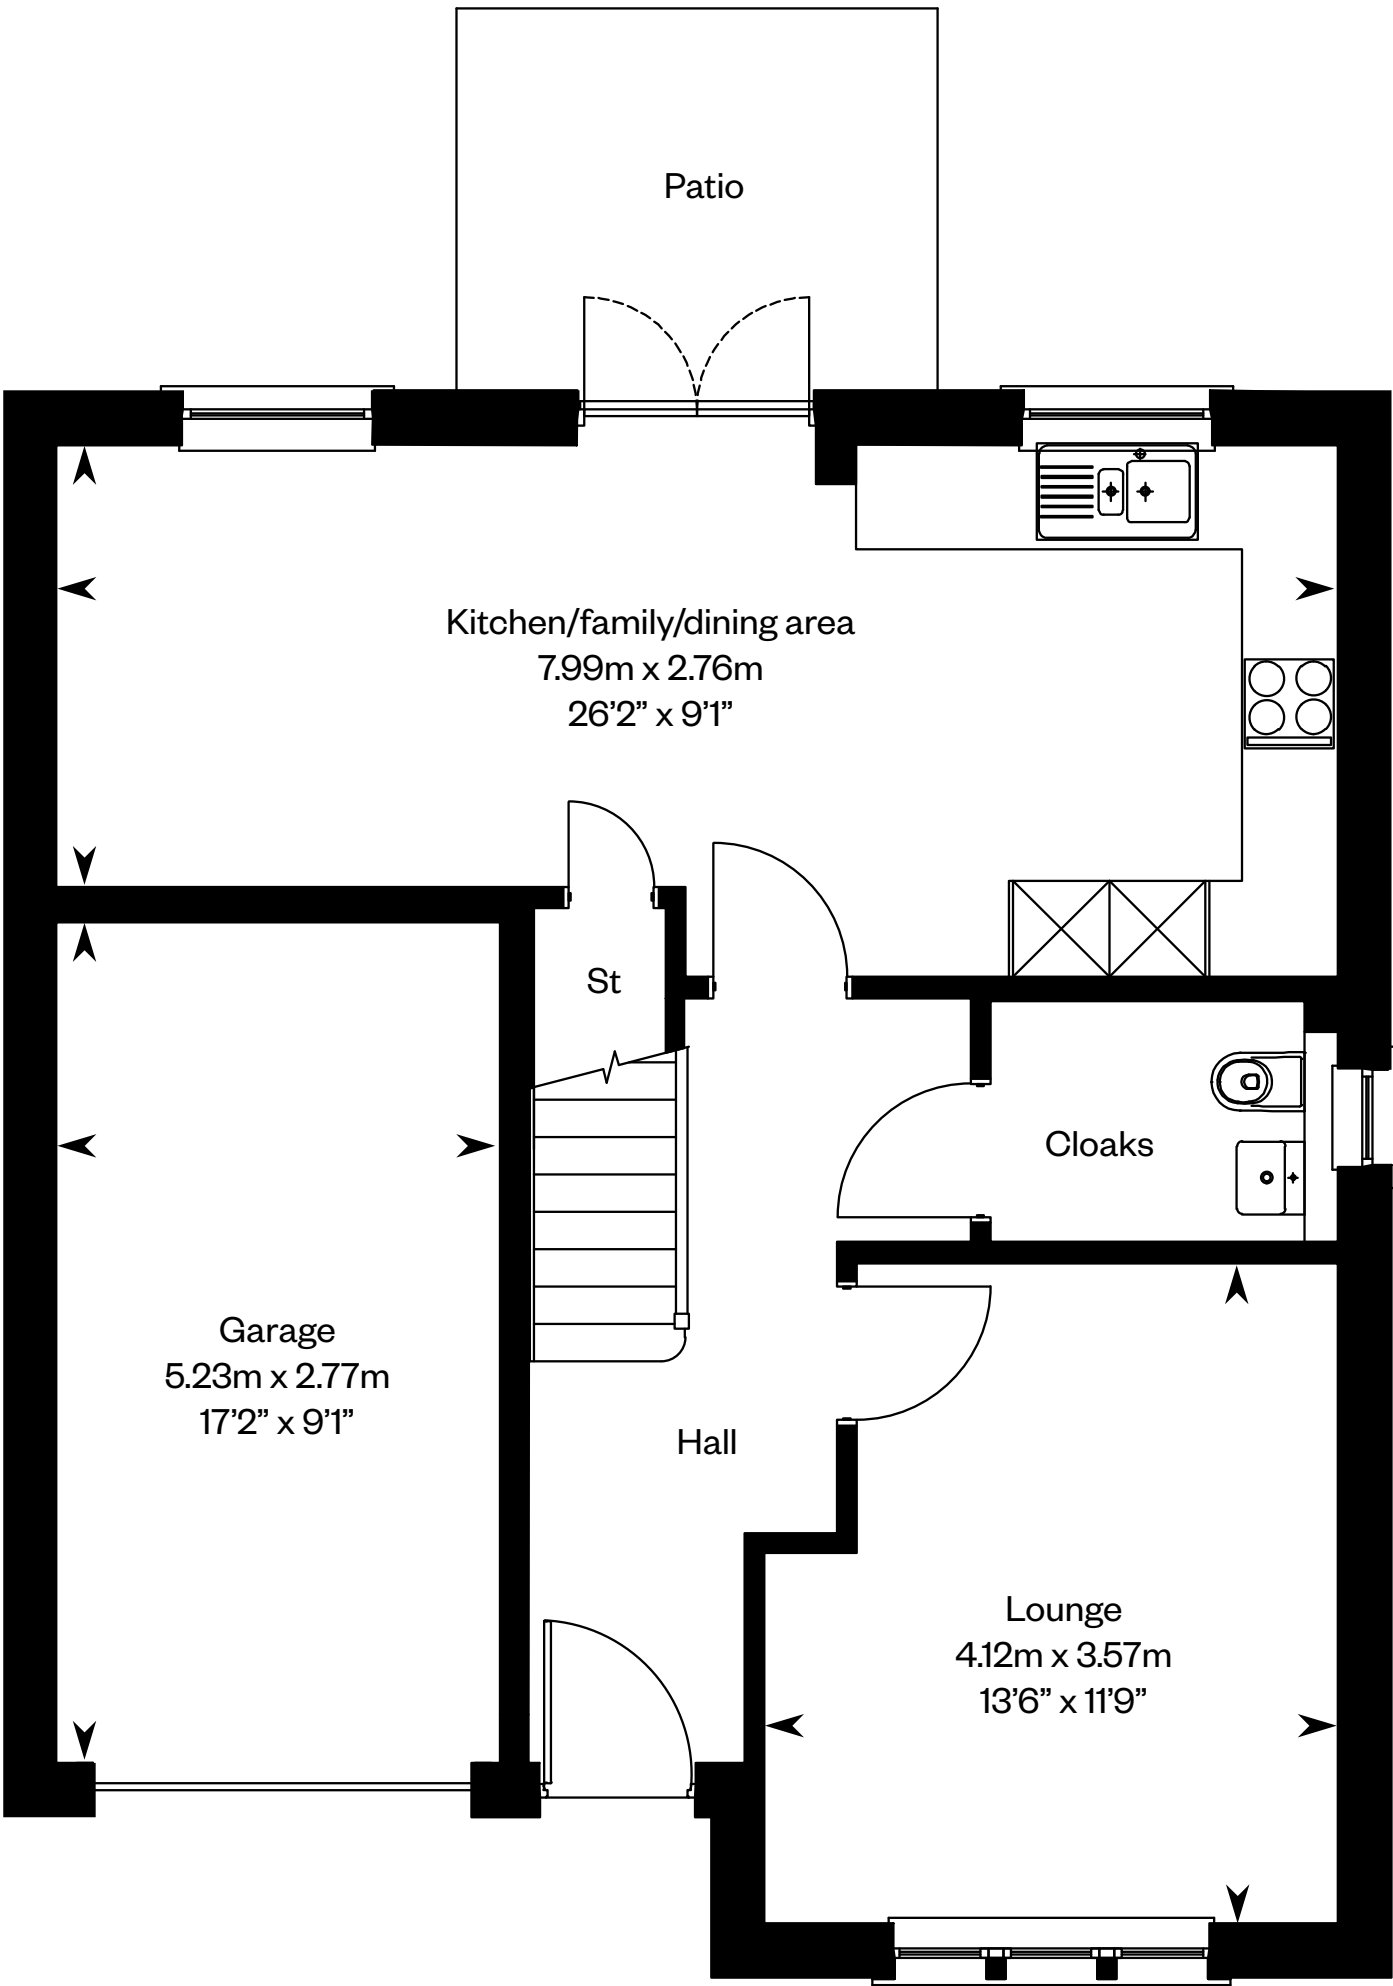 Patio
Kitchen/family/dining area
7.99m x 2.76m
26’2” x 9’1”
St
Cloaks
Garage
5.23m x 2.77m
17’2” x 9’1”
Hall
Lounge
4.12m x 3.57m
13’6” x 11’9”